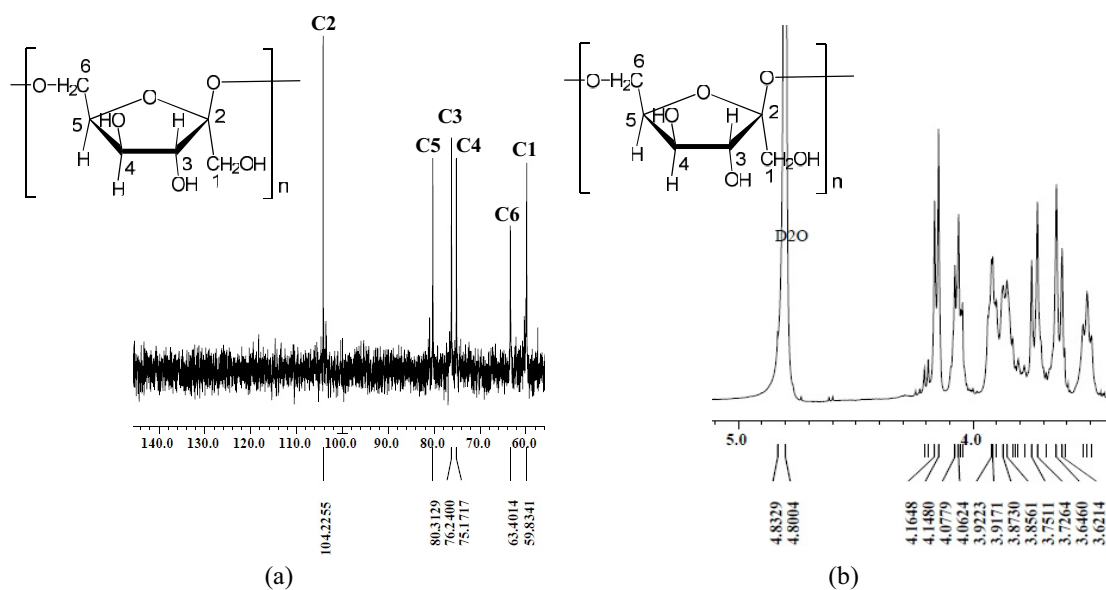 C2
C3
C5
C4
C1
C6
O
H₂C
6
O
O
HO
H
2
5
H
4
3
CH₂OH
H
OH
1
n
140.0 130.0 120.0 110.0 100.0 90.0 80.0 70.0 60.0
104.2255
80.3129
76.2400
75.1717
63.4014
59.8341
(a)
O
H₂C
6
O
O
HO
H
2
5
H
4
3
CH₂OH
H
OH
1
n
D2O
5.0 4.0
4.8329
4.8004
4.1648
4.1480
4.0779
4.0624
3.9223
3.9171
3.8730
3.8561
3.7511
3.7264
3.6460
3.6214
(b)